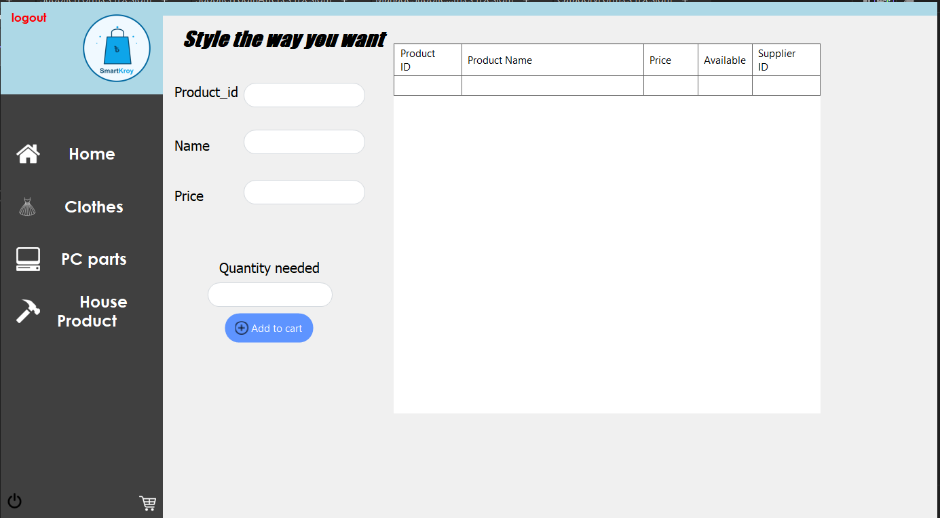 logout
SmartKroy
Home
Clothes
PC parts
House
Product
Style the way you want
Product_id
Name
Price
Quantity needed
Add to cart
Product
ID
Product Name
Price
Available
Supplier
ID